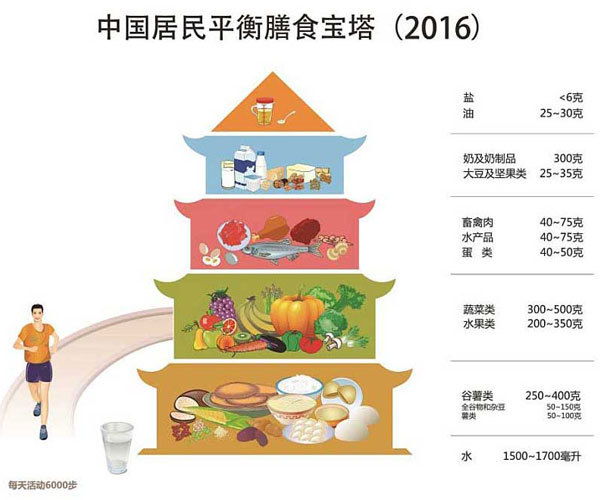 中国居民平衡膳食宝塔（2016）
盐 <6克
油 25~30克
奶及奶制品 300克
大豆及坚果类 25~35克
畜禽肉 40~75克
水产品 40~75克
蛋 类 40~50克
蔬菜类 300~500克
水果类 200~350克
谷薯类 250~400克
全谷物和杂豆 50~150克
薯类 50~100克
水 1500~1700毫升
每天活动6000步